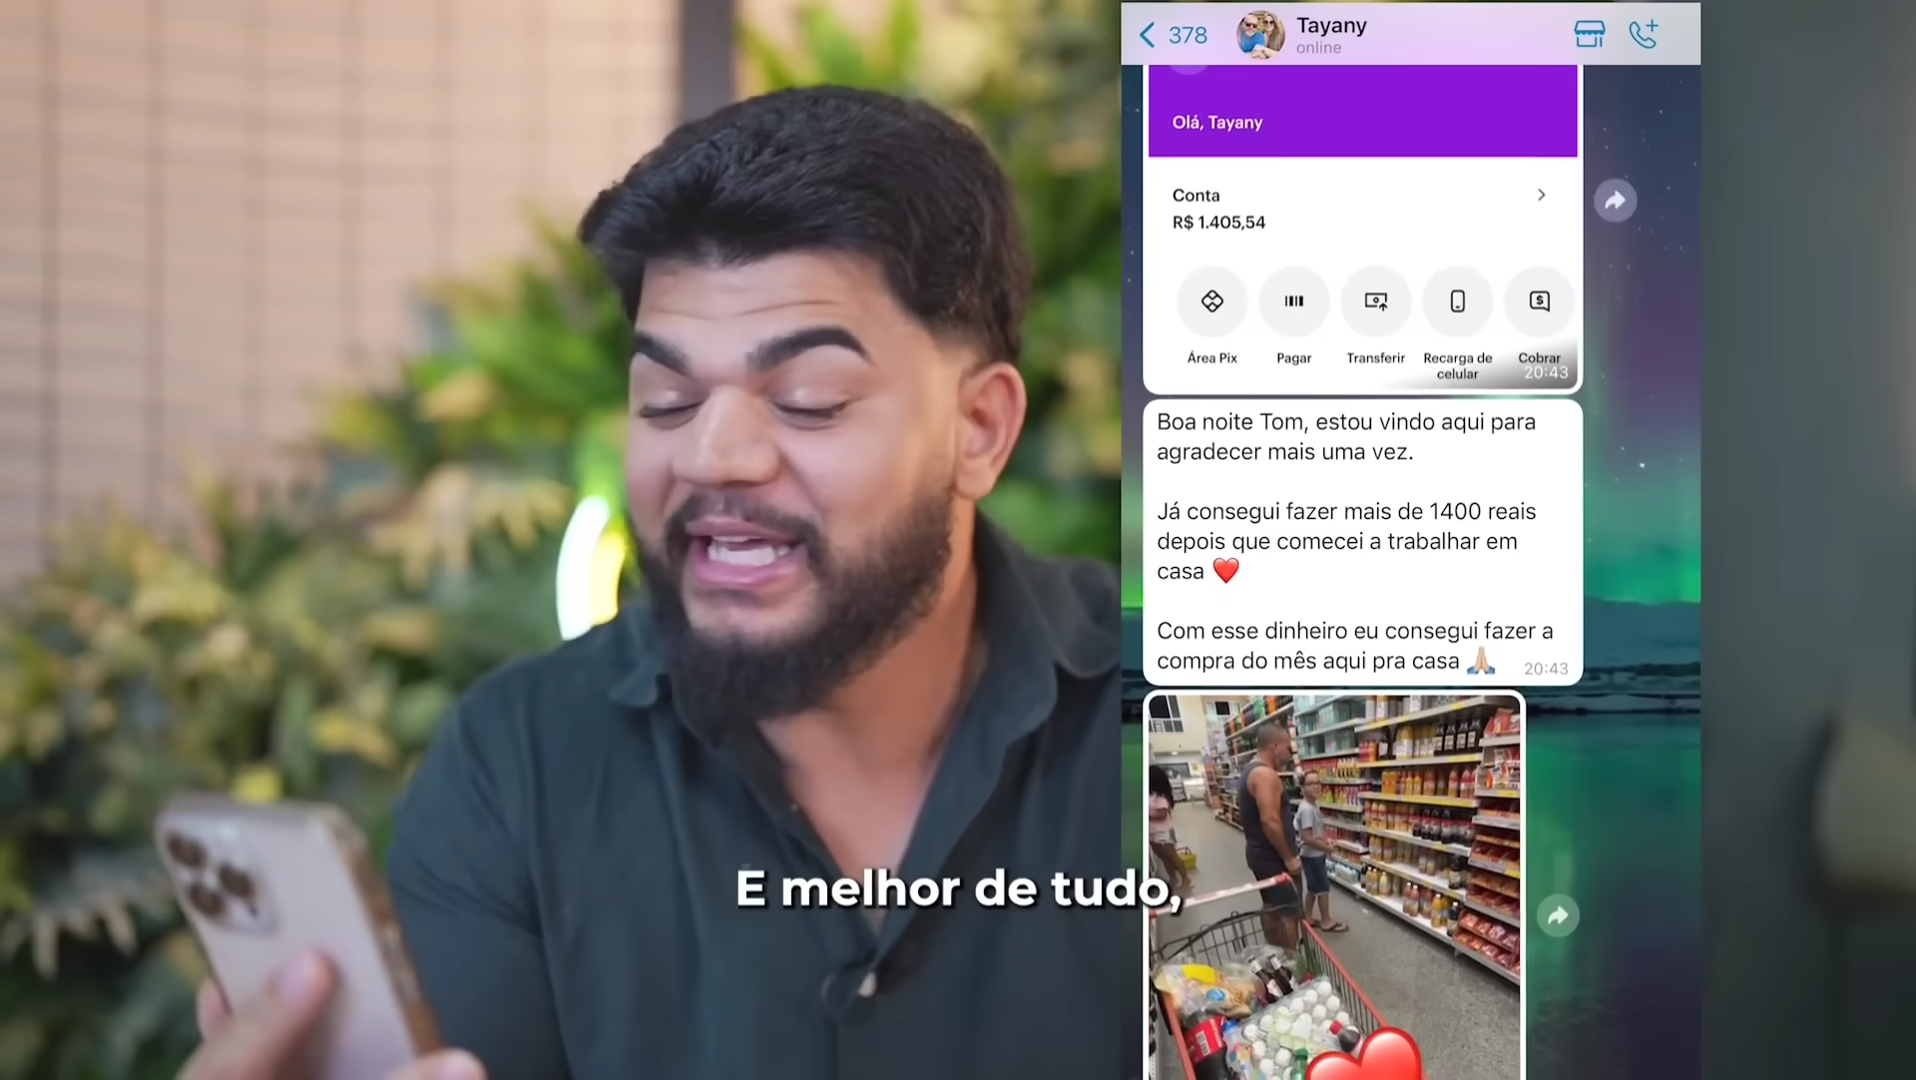 378
Tayany
online
Olá, Tayany
Conta
R$ 1.405,54
Área Pix
Pagar
Transferir
Recarga de
celular
Cobrar
20:43
Boa noite Tom, estou vindo aqui para
agradecer mais uma vez.
Já consegui fazer mais de 1400 reais
depois que comecei a trabalhar em
casa ❤️
Com esse dinheiro eu consegui fazer a
compra do mês aqui pra casa 🙏🏼
20:43
E melhor de tudo,